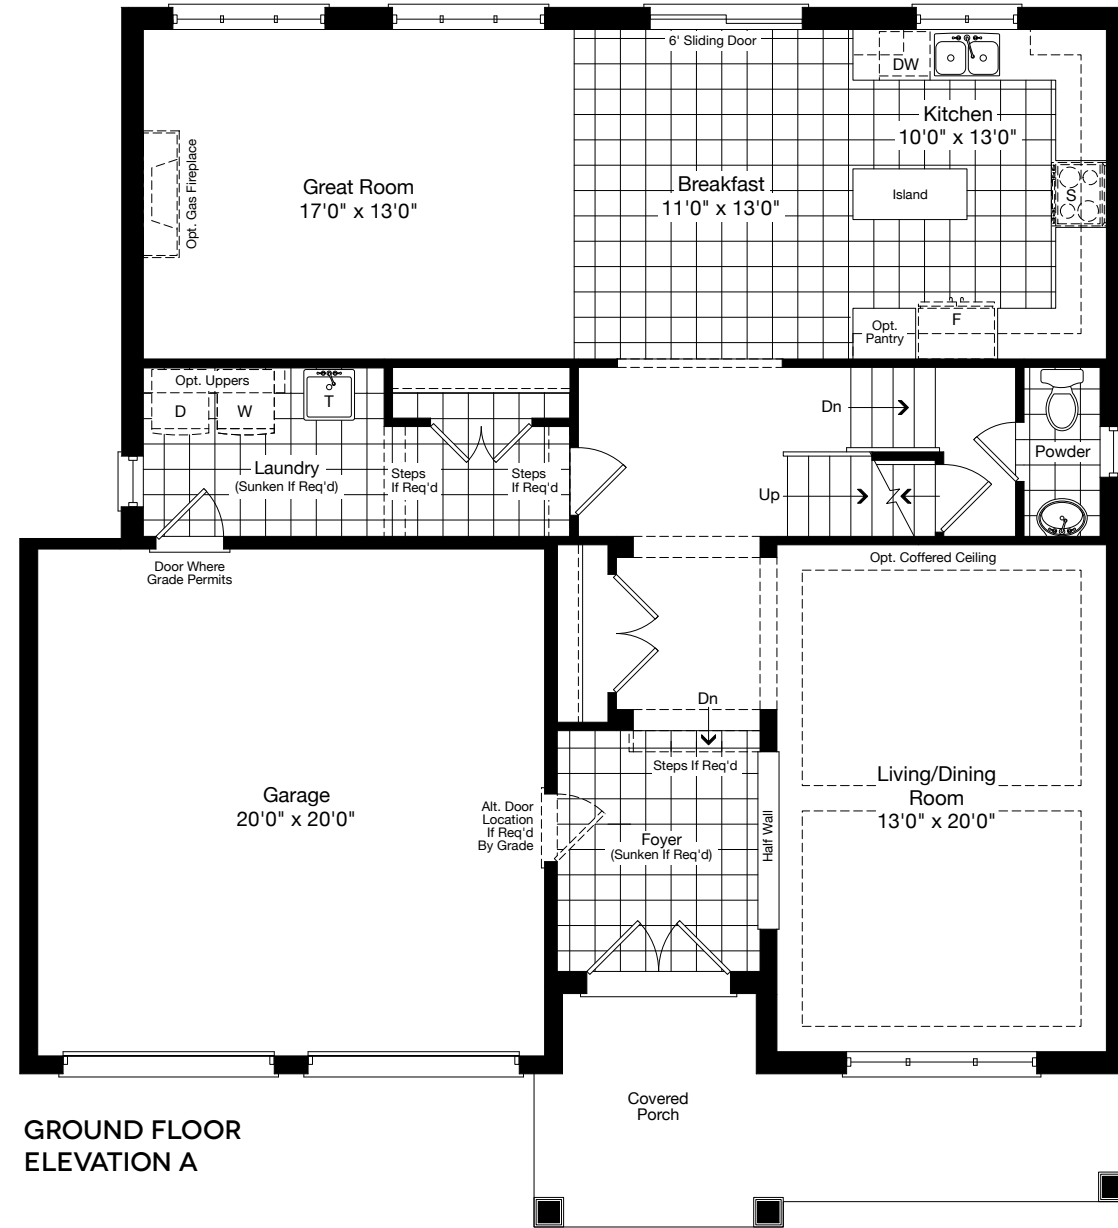 6' Sliding Door
DW
Kitchen
10'0" x 13'0"
Opt. Gas Fireplace
Great Room
17'0" x 13'0"
Breakfast
11'0" x 13'0"
Island
S
Opt.
Pantry
F
Opt. Uppers
D
W
T
Dn
Laundry
(Sunken If Req'd)
Steps
If Req'd
Steps
If Req'd
Up
Powder
Door Where
Grade Permits
Opt. Coffered Ceiling
Dn
Steps If Req'd
Garage
20'0" x 20'0"
Alt. Door
Location
If Req'd
By Grade
Foyer
(Sunken If Req'd)
Half Wall
Living/Dining
Room
13'0" x 20'0"
Covered
Porch
GROUND FLOOR
ELEVATION A